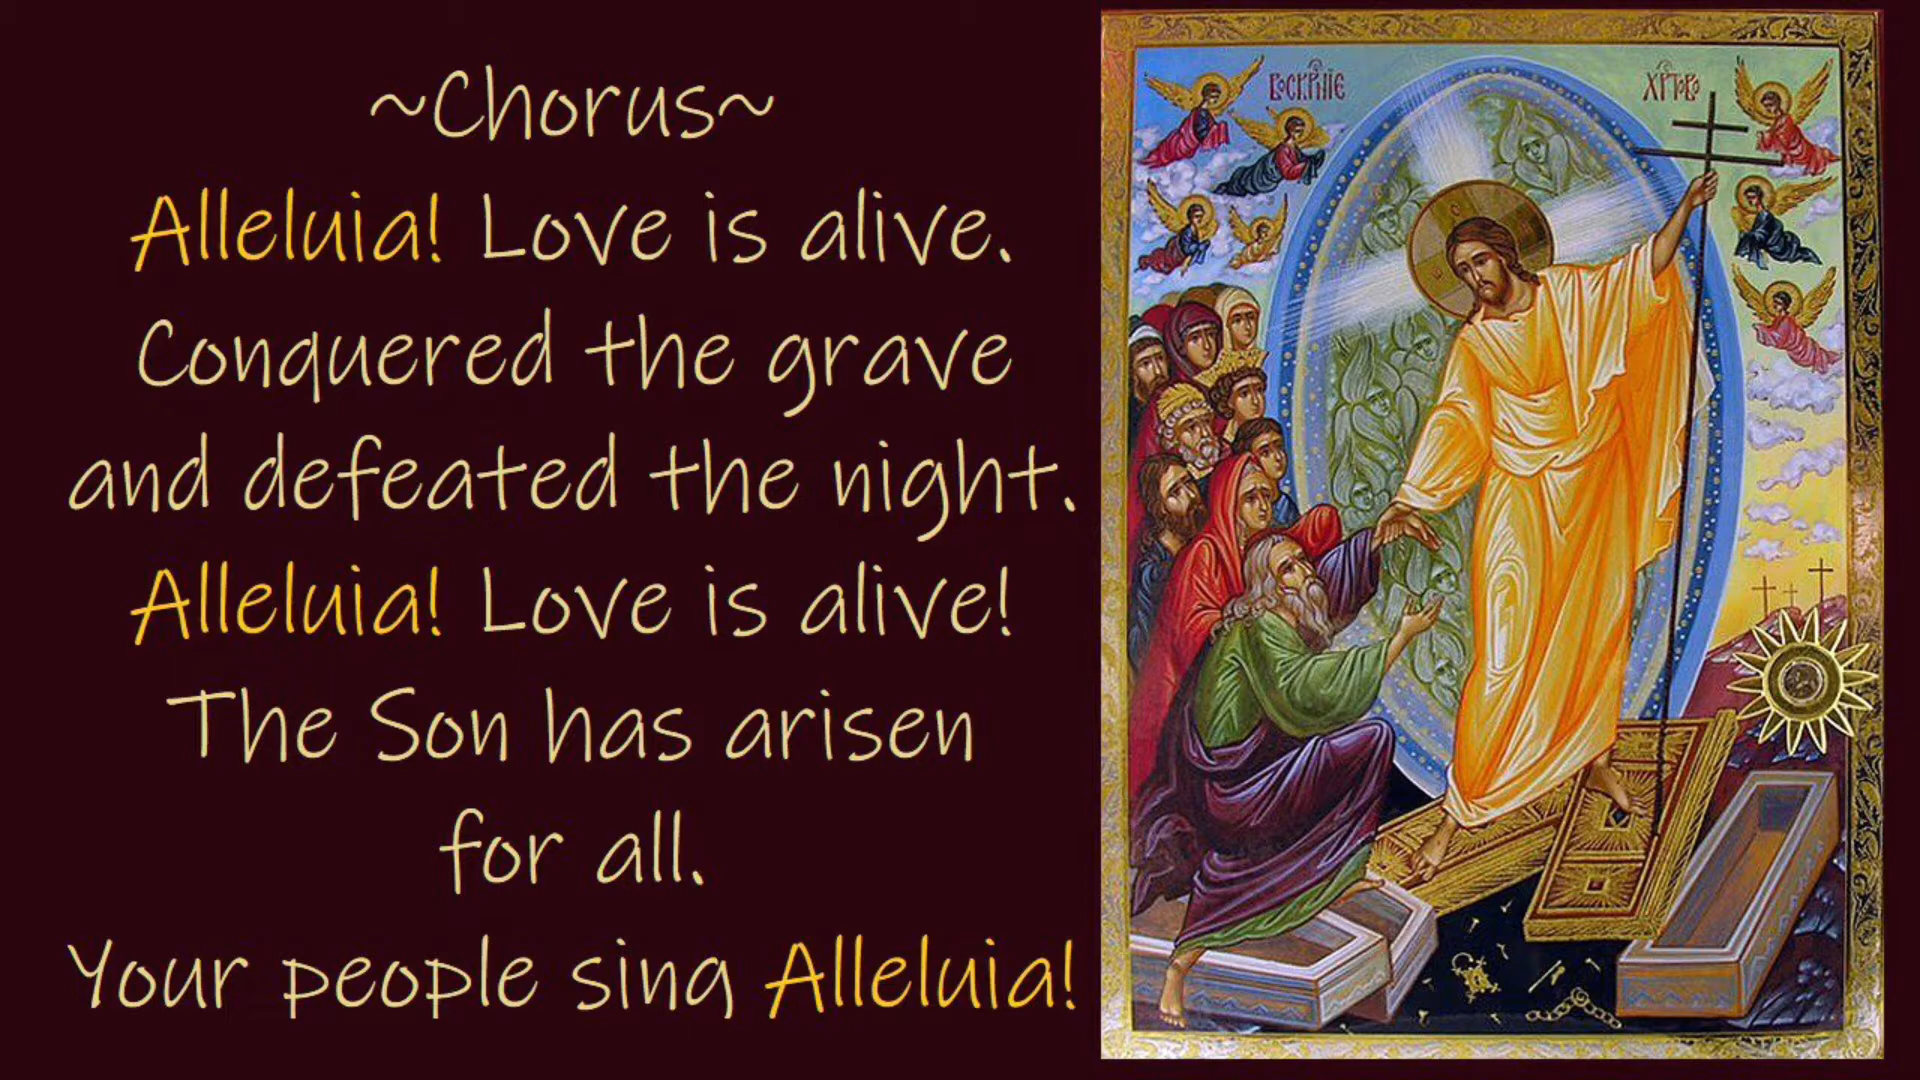 ~Chorus~
Alleluia! Love is alive.
Conquered the grave
and defeated the night.
Alleluia! Love is alive!
The Son has arisen
for all.
Your people sing Alleluia!